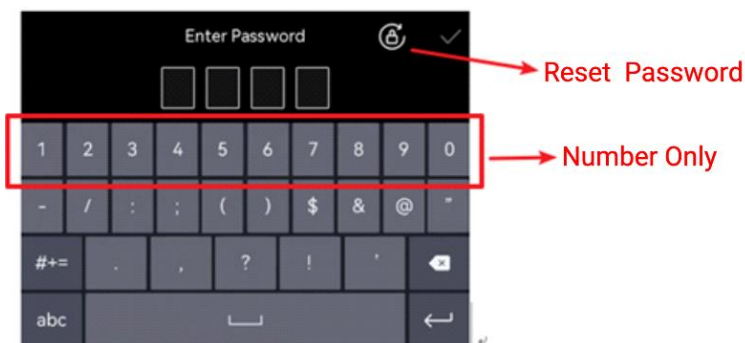 Enter Password
Reset Password
1 2 3 4 5 6 7 8 9 0
Number Only
- / : ; ( ) $ & @ "
#+= . , ? ! '
abc